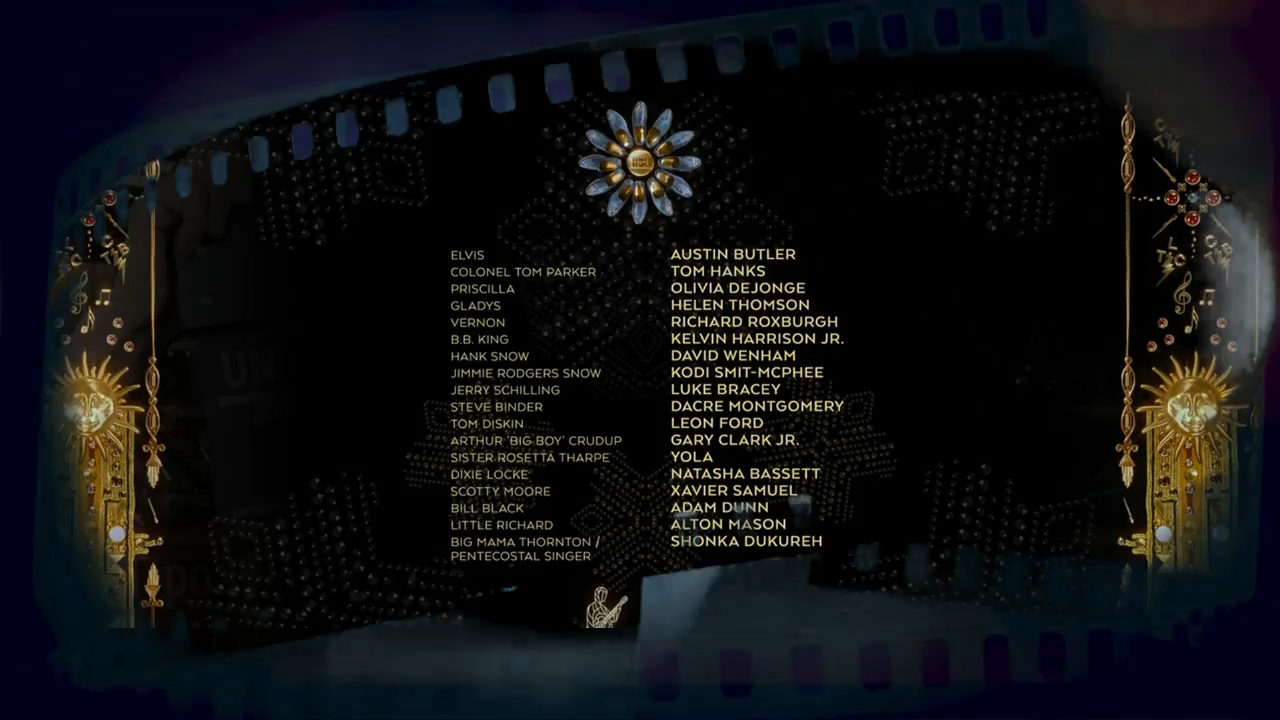 ELVIS AUSTIN BUTLER
COLONEL TOM PARKER TOM HANKS
PRISCILLA OLIVIA DEJONGE
GLADYS HELEN THOMSON
VERNON RICHARD ROXBURGH
B.B. KING KELVIN HARRISON JR.
HANK SNOW DAVID WENHAM
JIMMIE RODGERS SNOW KODI SMIT-MCPHEE
JERRY SCHILLING LUKE BRACEY
STEVE BINDER DACRE MONTGOMERY
TOM DISKIN LEON FORD
ARTHUR 'BIG BOY' CRUDUP GARY CLARK JR.
SISTER ROSETTA THARPE YOLA
DIXIE LOCKE NATASHA BASSETT
SCOTTY MOORE XAVIER SAMUEL
BILL BLACK ADAM DUNN
LITTLE RICHARD ALTON MASON
BIG MAMA THORNTON / SHONKA DUKUREH
PENTECOSTAL SINGER